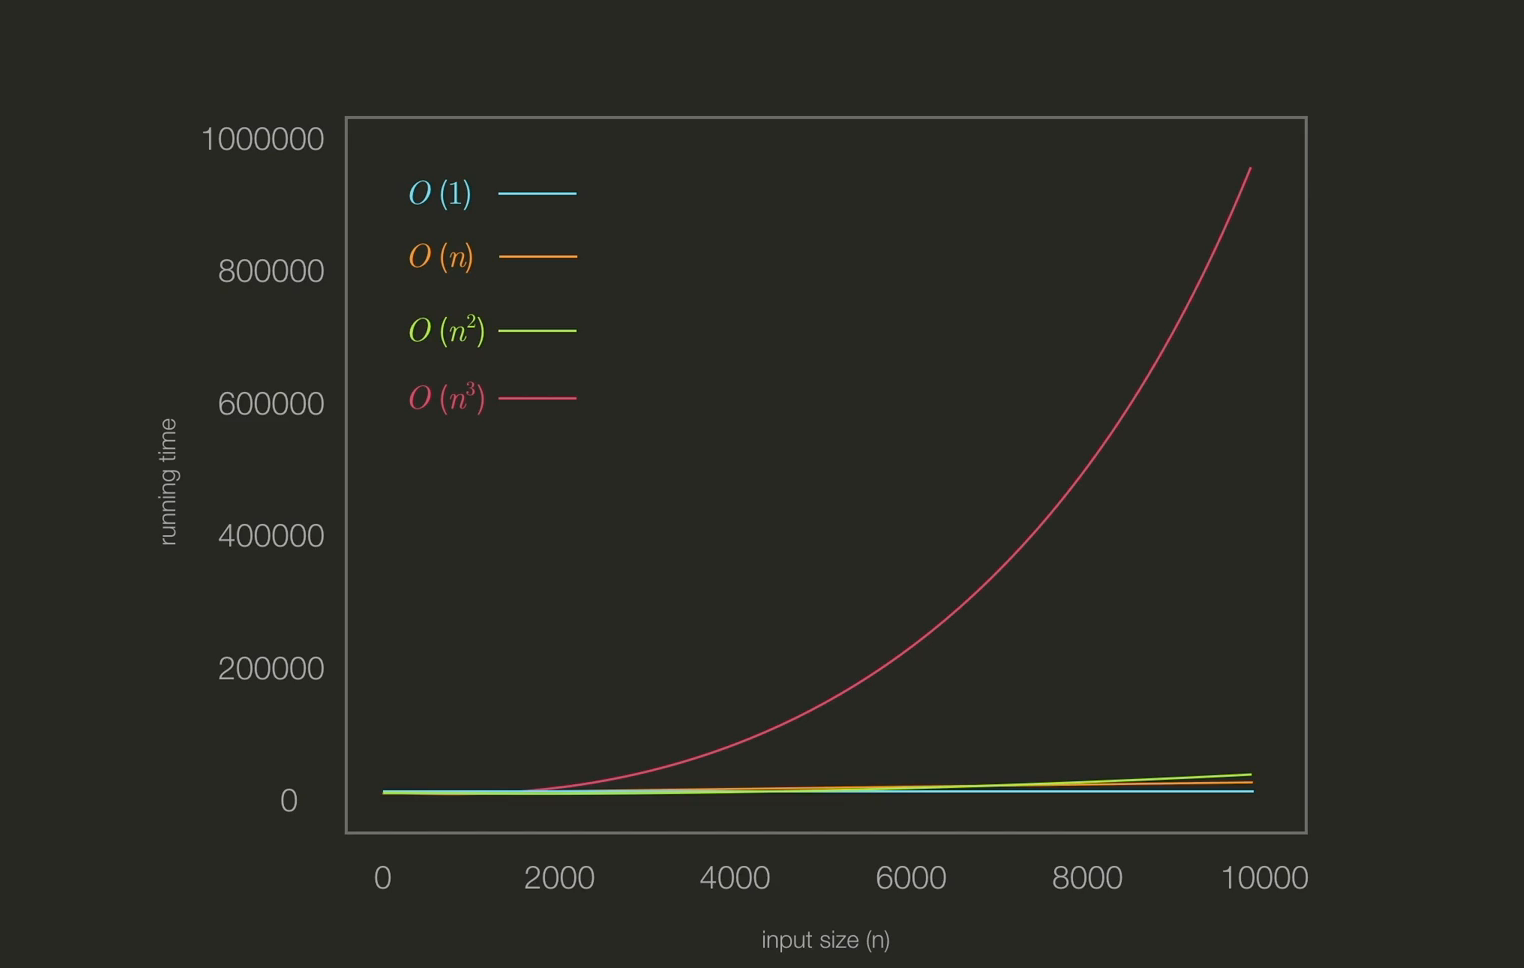 1000000
800000
600000
400000
200000
0
O (1)
O (n)
O (n²)
O (n³)
running time
0 2000 4000 6000 8000 10000
input size (n)